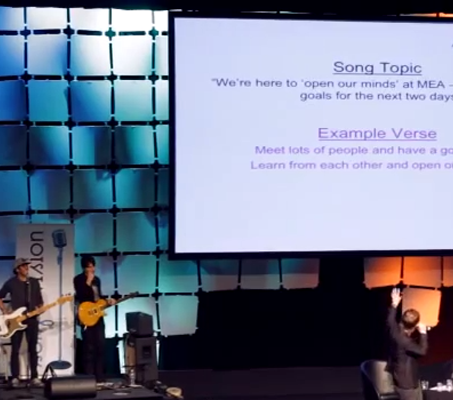 Song Topic
"We're here to 'open our minds' at MEA -
goals for the next two days
Example Verse
Meet lots of people and have a go
Learn from each other and open o
sion